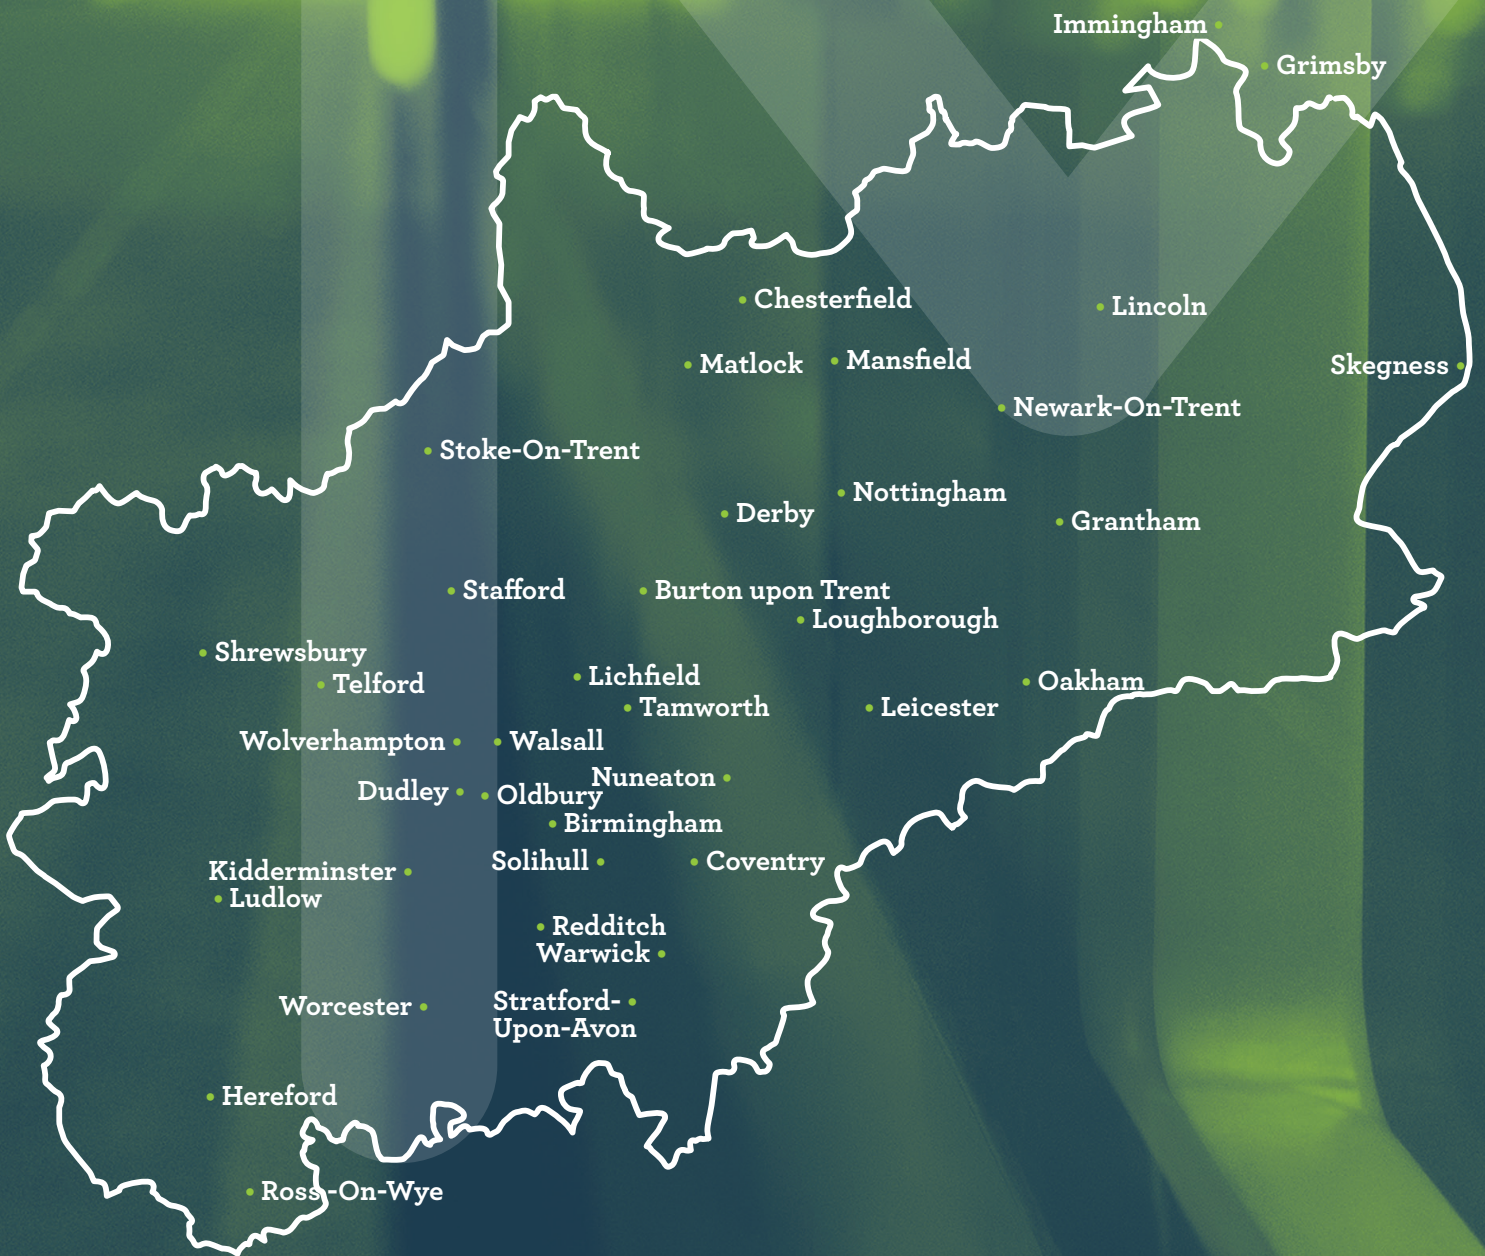 Immingham
Grimsby
Chesterfield
Lincoln
Matlock
Mansfield
Skegness
Newark-On-Trent
Stoke-On-Trent
Nottingham
Derby
Grantham
Stafford
Burton upon Trent
Loughborough
Shrewsbury
Telford
Lichfield
Oakham
Tamworth
Leicester
Wolverhampton
Walsall
Nuneaton
Dudley
Oldbury
Birmingham
Solihull
Coventry
Kidderminster
Ludlow
Redditch
Warwick
Worcester
Stratford-
Upon-Avon
Hereford
Ross-On-Wye